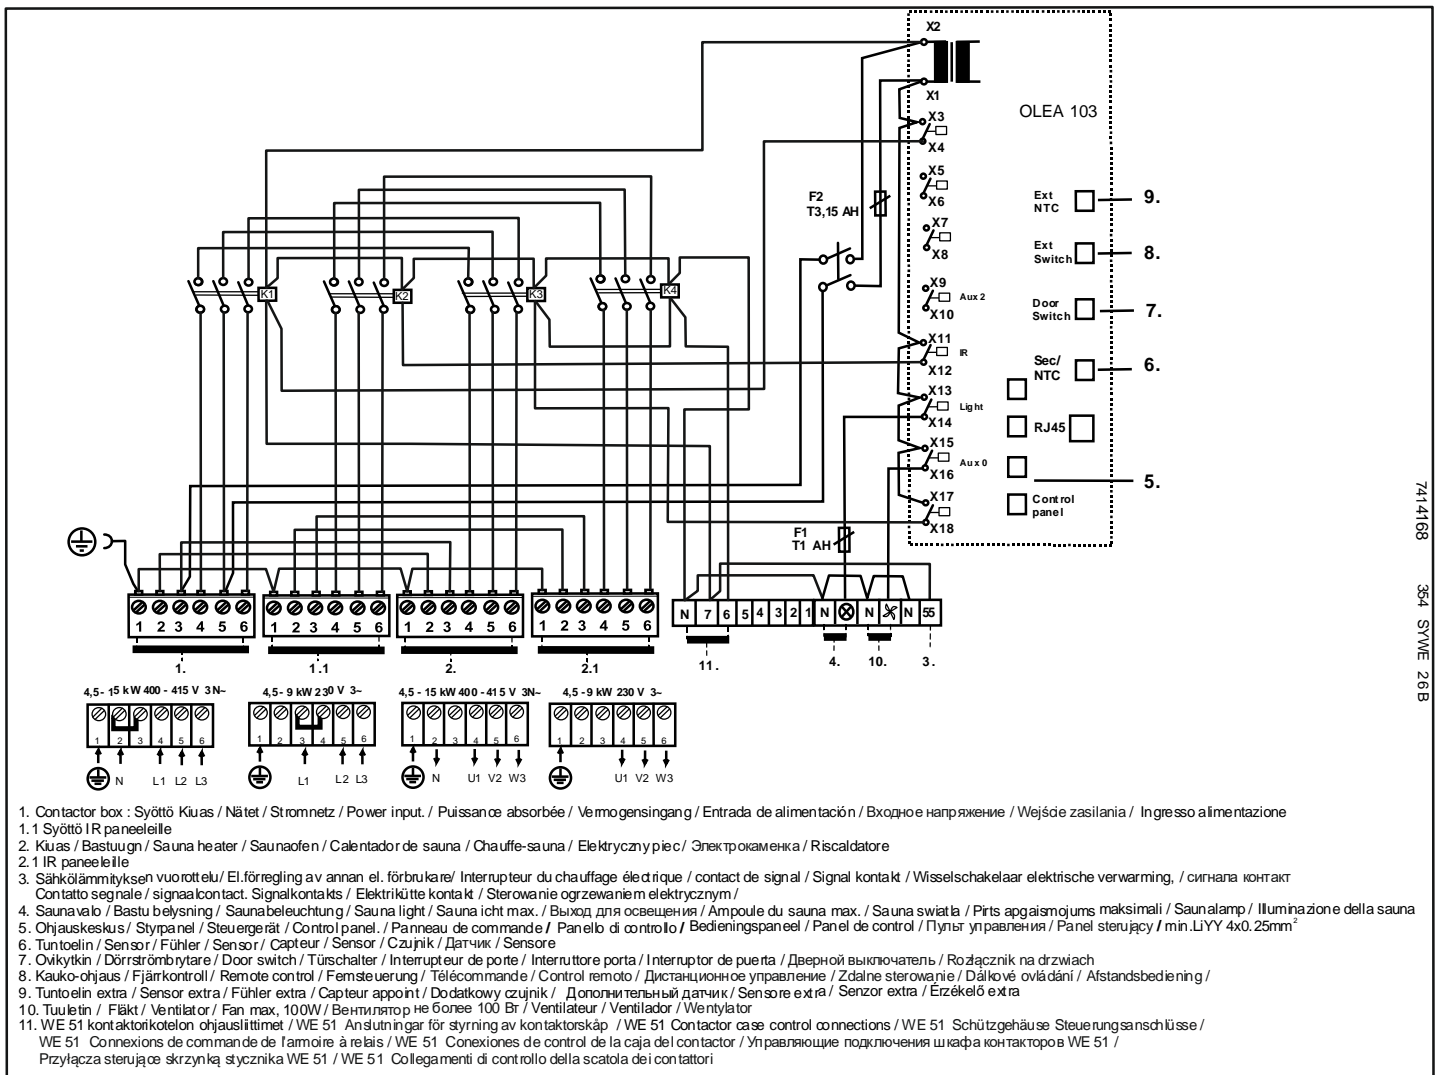 X2
X1
OLEA 103
X3
X4
X5
X6
X7
X8
X9
Aux 2
X10
X11
IR
X12
X13
Light
X14
X15
Aux 0
X16
X17
X18
Ext
NTC
9.
Ext
Switch
8.
Door
Switch
7.
Sec/
NTC
6.
RJ45
5.
Control
panel
F2
T3,15 AH
F1
T1 AH
K1
K2
K3
K4
1 2 3 4 5 6
1 2 3 4 5 6
1 2 3 4 5 6
1 2 3 4 5 6
N 7 6 5 4 3 2 1 N N N 55
1.
1.1
2.
2.1
11.
4.
10.
3.
4,5 - 15 kW 400 - 415 V 3N~
1 2 3 4 5 6
N L1 L2 L3
4,5 - 9 kW 230 V 3~
1 2 3 4 5 6
L1 L2 L3
4,5 - 15 kW 400 - 415 V 3N~
1 2 3 4 5 6
N U1 V2 W3
4,5 - 9 kW 230 V 3~
1 2 3 4 5 6
U1 V2 W3
7414168 354 SYWE 26 B
1. Contactor box : Syöttö Kiuas / Nätet / Stromnetz / Power input. / Puissance absorbée / Vermogensingang / Entrada de alimentación / Входное напряжение / Wejście zasilania / Ingresso alimentazione
1.1 Syöttö IR paneeleille
2. Kiuas / Bastuugn / Sauna heater / Saunaofen / Calentador de sauna / Chauffe-sauna / Elektryczny piec / Электрокаменка / Riscaldatore
2.1 IR paneeleille
3. Sähkölämmityksen vuorottelu/ El.förregling av annan el. förbrukare/ Interrupteur du chauffage électrique / contact de signal / Signal kontakt / Wisselschakelaar elektrische verwarming, / сигнала контакт
Contatto segnale / signaalcontact. Signalkontakts / Elektrikütte kontakt / Sterowanie ogrzewaniem elektrycznym /
4. Saunavalo / Bastu belysning / Saunabeleuchtung / Sauna light / Sauna icht max. / Выход для освещения / Ampoule du sauna max. / Sauna swiatla / Pirts apgaismojums maksimali / Saunalamp / Illuminazione della sauna
5. Ohjauskeskus / Styrpanel / Steuergerät / Control panel. / Panneau de commande / Panello di controllo / Bedieningspaneel / Panel de control / Пульт управления / Panel sterujący / min.LiYY 4x0.25mm²
6. Tuntoelin / Sensor / Fühler / Sensor / Capteur / Sensor / Czujnik / Датчик / Sensore
7. Ovikytkin / Dörrströmbrytare / Door switch / Türschalter / Interrupteur de porte / Interruttore porta / Interruptor de puerta / Дверной выключатель / Rozłącznik na drzwiach
8. Kauko-ohjaus / Fjärrkontroll / Remote control / Fernsteuerung / Télécommande / Control remoto / Дистанционное управление / Zdalne sterowanie / Dálkové ovládání / Afstandsbediening /
9. Tuntoelin extra / Sensor extra / Fühler extra / Capteur appoint / Dodatkowy czujnik / Дополнительный датчик / Sensore extra / Senzor extra / Érzékelő extra
10. Tuuletin / Fläkt / Ventilator / Fan max, 100W / Вентилятор не более 100 Вт / Ventilateur / Ventilador / Wentylator
11. WE 51 kontaktorikotelon ohjausliittimet / WE 51 Anslutningar för styrning av kontaktorskåp / WE 51 Contactor case control connections / WE 51 Schützgehäuse Steuerungsanschlüsse /
WE 51 Connexions de commande de l'armoire à relais / WE 51 Conexiones de control de la caja del contactor / Управляющие подключения шкафа контакторов WE 51 /
Przyłącza sterujące skrzynką stycznika WE 51 / WE 51 Collegamenti di controllo della scatola dei contattori